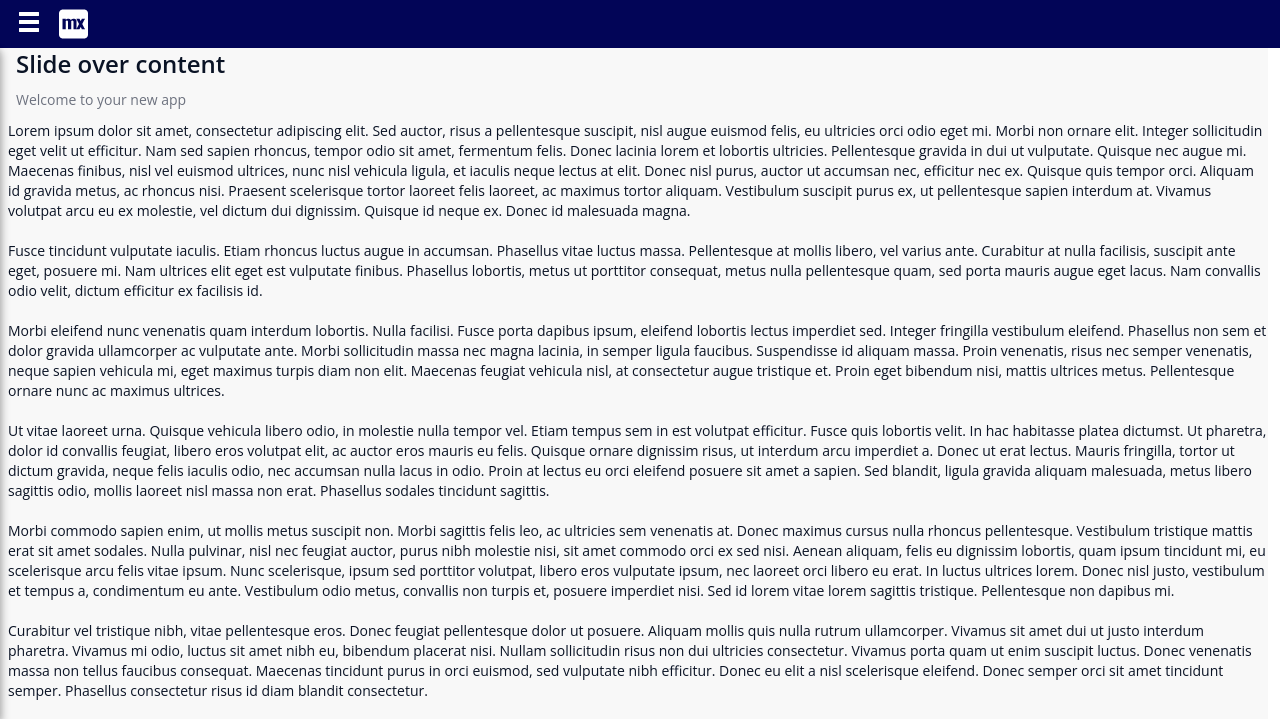 mx
Slide over content
Welcome to your new app
Lorem ipsum dolor sit amet, consectetur adipiscing elit. Sed auctor, risus a pellentesque suscipit, nisl augue euismod felis, eu ultricies orci odio eget mi. Morbi non ornare elit. Integer sollicitudin
eget velit ut efficitur. Nam sed sapien rhoncus, tempor odio sit amet, fermentum felis. Donec lacinia lorem et lobortis ultricies. Pellentesque gravida in dui ut vulputate. Quisque nec augue mi.
Maecenas finibus, nisl vel euismod ultrices, nunc nisl vehicula ligula, et iaculis neque lectus at elit. Donec nisl purus, auctor ut accumsan nec, efficitur nec ex. Quisque quis tempor orci. Aliquam
id gravida metus, ac rhoncus nisi. Praesent scelerisque tortor laoreet felis laoreet, ac maximus tortor aliquam. Vestibulum suscipit purus ex, ut pellentesque sapien interdum at. Vivamus
volutpat arcu eu ex molestie, vel dictum dui dignissim. Quisque id neque ex. Donec id malesuada magna.
Fusce tincidunt vulputate iaculis. Etiam rhoncus luctus augue in accumsan. Phasellus vitae luctus massa. Pellentesque at mollis libero, vel varius ante. Curabitur at nulla facilisis, suscipit ante
eget, posuere mi. Nam ultrices elit eget est vulputate finibus. Phasellus lobortis, metus ut porttitor consequat, metus nulla pellentesque quam, sed porta mauris augue eget lacus. Nam convallis
odio velit, dictum efficitur ex facilisis id.
Morbi eleifend nunc venenatis quam interdum lobortis. Nulla facilisi. Fusce porta dapibus ipsum, eleifend lobortis lectus imperdiet sed. Integer fringilla vestibulum eleifend. Phasellus non sem et
dolor gravida ullamcorper ac vulputate ante. Morbi sollicitudin massa nec magna lacinia, in semper ligula faucibus. Suspendisse id aliquam massa. Proin venenatis, risus nec semper venenatis,
neque sapien vehicula mi, eget maximus turpis diam non elit. Maecenas feugiat vehicula nisl, at consectetur augue tristique et. Proin eget bibendum nisi, mattis ultrices metus. Pellentesque
ornare nunc ac maximus ultrices.
Ut vitae laoreet urna. Quisque vehicula libero odio, in molestie nulla tempor vel. Etiam tempus sem in est volutpat efficitur. Fusce quis lobortis velit. In hac habitasse platea dictumst. Ut pharetra,
dolor id convallis feugiat, libero eros volutpat elit, ac auctor eros mauris eu felis. Quisque ornare dignissim risus, ut interdum arcu imperdiet a. Donec ut erat lectus. Mauris fringilla, tortor ut
dictum gravida, neque felis iaculis odio, nec accumsan nulla lacus in odio. Proin at lectus eu orci eleifend posuere sit amet a sapien. Sed blandit, ligula gravida aliquam malesuada, metus libero
sagittis odio, mollis laoreet nisl massa non erat. Phasellus sodales tincidunt sagittis.
Morbi commodo sapien enim, ut mollis metus suscipit non. Morbi sagittis felis leo, ac ultricies sem venenatis at. Donec maximus cursus nulla rhoncus pellentesque. Vestibulum tristique mattis
erat sit amet sodales. Nulla pulvinar, nisl nec feugiat auctor, purus nibh molestie nisi, sit amet commodo orci ex sed nisi. Aenean aliquam, felis eu dignissim lobortis, quam ipsum tincidunt mi, eu
scelerisque arcu felis vitae ipsum. Nunc scelerisque, ipsum sed porttitor volutpat, libero eros vulputate ipsum, nec laoreet orci libero eu erat. In luctus ultrices lorem. Donec nisl justo, vestibulum
et tempus a, condimentum eu ante. Vestibulum odio metus, convallis non turpis et, posuere imperdiet nisi. Sed id lorem vitae lorem sagittis tristique. Pellentesque non dapibus mi.
Curabitur vel tristique nibh, vitae pellentesque eros. Donec feugiat pellentesque dolor ut posuere. Aliquam mollis quis nulla rutrum ullamcorper. Vivamus sit amet dui ut justo interdum
pharetra. Vivamus mi odio, luctus sit amet nibh eu, bibendum placerat nisi. Nullam sollicitudin risus non dui ultricies consectetur. Vivamus porta quam ut enim suscipit luctus. Donec venenatis
massa non tellus faucibus consequat. Maecenas tincidunt purus in orci euismod, sed vulputate nibh efficitur. Donec eu elit a nisl scelerisque eleifend. Donec semper orci sit amet tincidunt
semper. Phasellus consectetur risus id diam blandit consectetur.